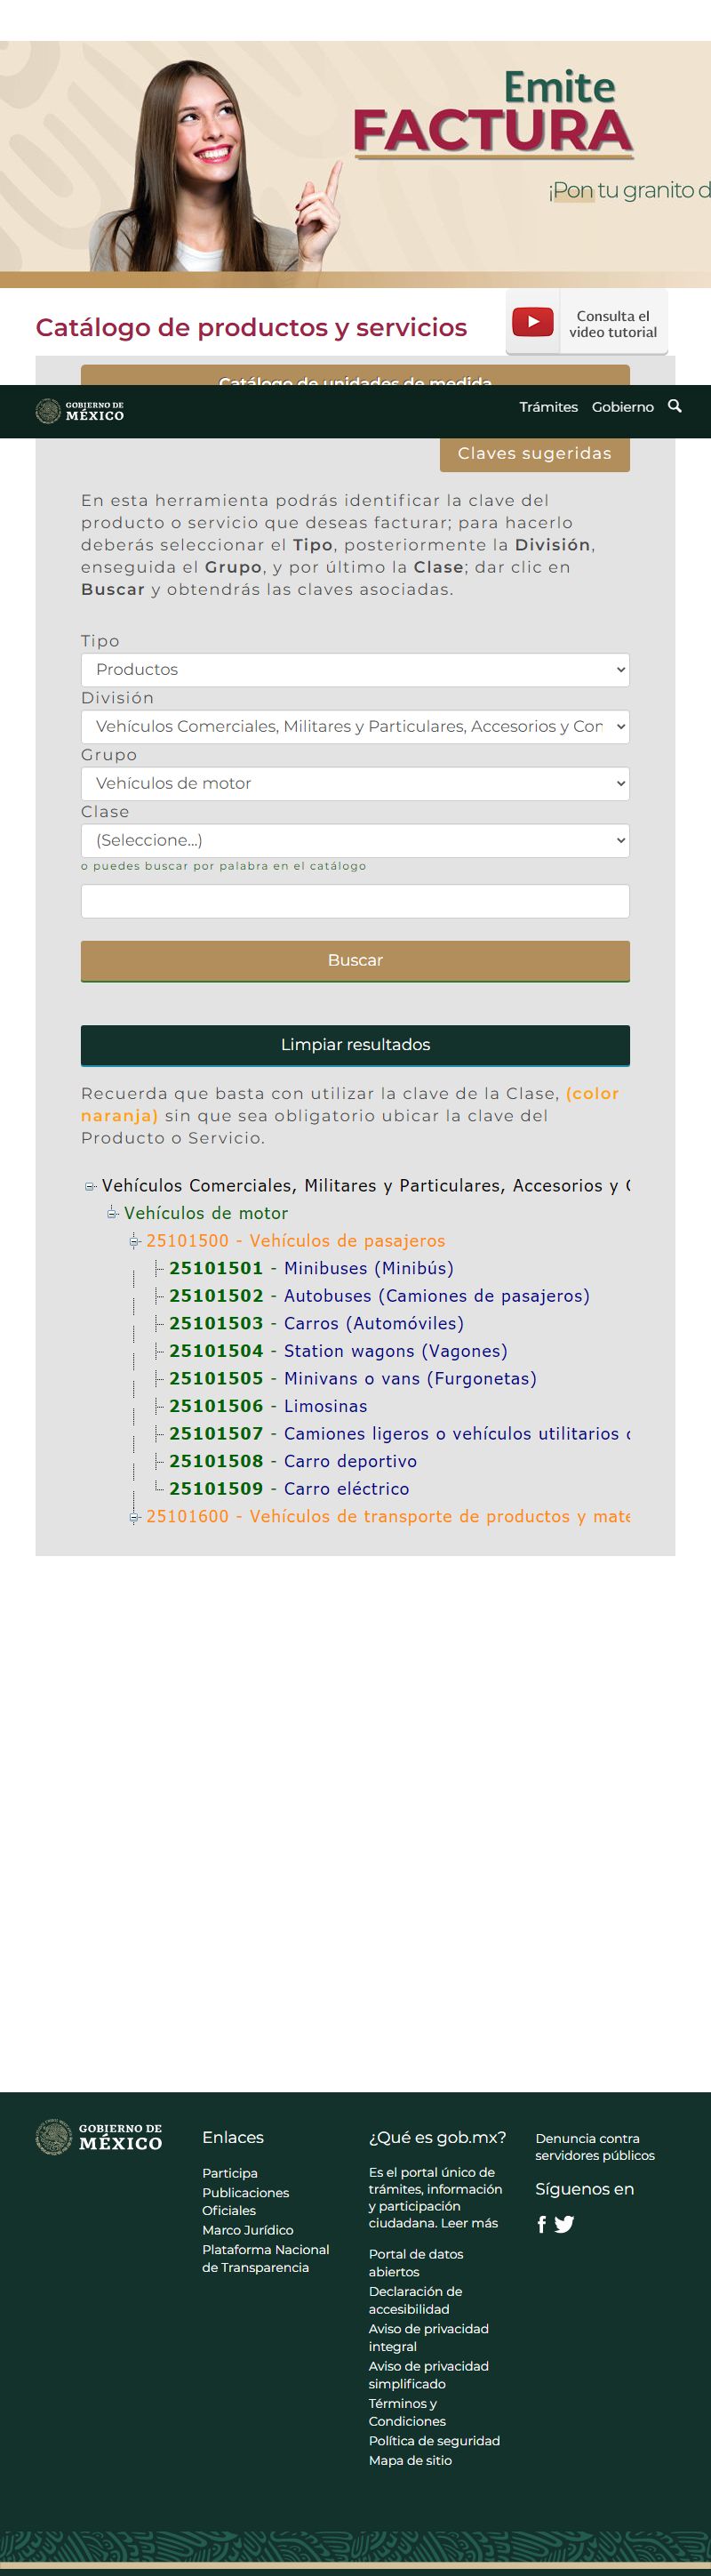 Emite
FACTURA
¡Pon tu granito d
Catálogo de productos y servicios
Consulta el
video tutorial
Catálogo de unidades de medida
GOBIERNO DE
MÉXICO
Trámites Gobierno
Claves sugeridas
En esta herramienta podrás identificar la clave del
producto o servicio que deseas facturar; para hacerlo
deberás seleccionar el Tipo, posteriormente la División,
enseguida el Grupo, y por último la Clase; dar clic en
Buscar y obtendrás las claves asociadas.
Tipo
Productos
División
Vehículos Comerciales, Militares y Particulares, Accesorios y Con
Grupo
Vehículos de motor
Clase
(Seleccione...)
o puedes buscar por palabra en el catálogo
Buscar
Limpiar resultados
Recuerda que basta con utilizar la clave de la Clase, (color
naranja) sin que sea obligatorio ubicar la clave del
Producto o Servicio.
Vehículos Comerciales, Militares y Particulares, Accesorios y C
Vehículos de motor
25101500 - Vehículos de pasajeros
25101501 - Minibuses (Minibús)
25101502 - Autobuses (Camiones de pasajeros)
25101503 - Carros (Automóviles)
25101504 - Station wagons (Vagones)
25101505 - Minivans o vans (Furgonetas)
25101506 - Limosinas
25101507 - Camiones ligeros o vehículos utilitarios d
25101508 - Carro deportivo
25101509 - Carro eléctrico
25101600 - Vehículos de transporte de productos y mate
GOBIERNO DE
MÉXICO
Enlaces
Participa
Publicaciones
Oficiales
Marco Jurídico
Plataforma Nacional
de Transparencia
¿Qué es gob.mx?
Es el portal único de
trámites, información
y participación
ciudadana. Leer más
Portal de datos
abiertos
Declaración de
accesibilidad
Aviso de privacidad
integral
Aviso de privacidad
simplificado
Términos y
Condiciones
Política de seguridad
Mapa de sitio
Denuncia contra
servidores públicos
Síguenos en